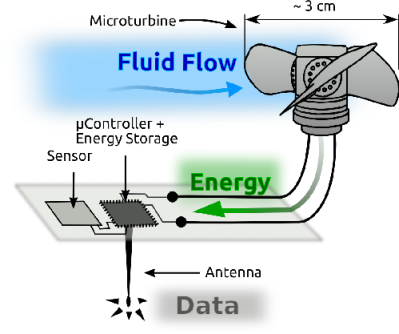 ~ 3 cm
Microturbine
Fluid Flow
µController +
Energy Storage
Sensor
Energy
Antenna
Data